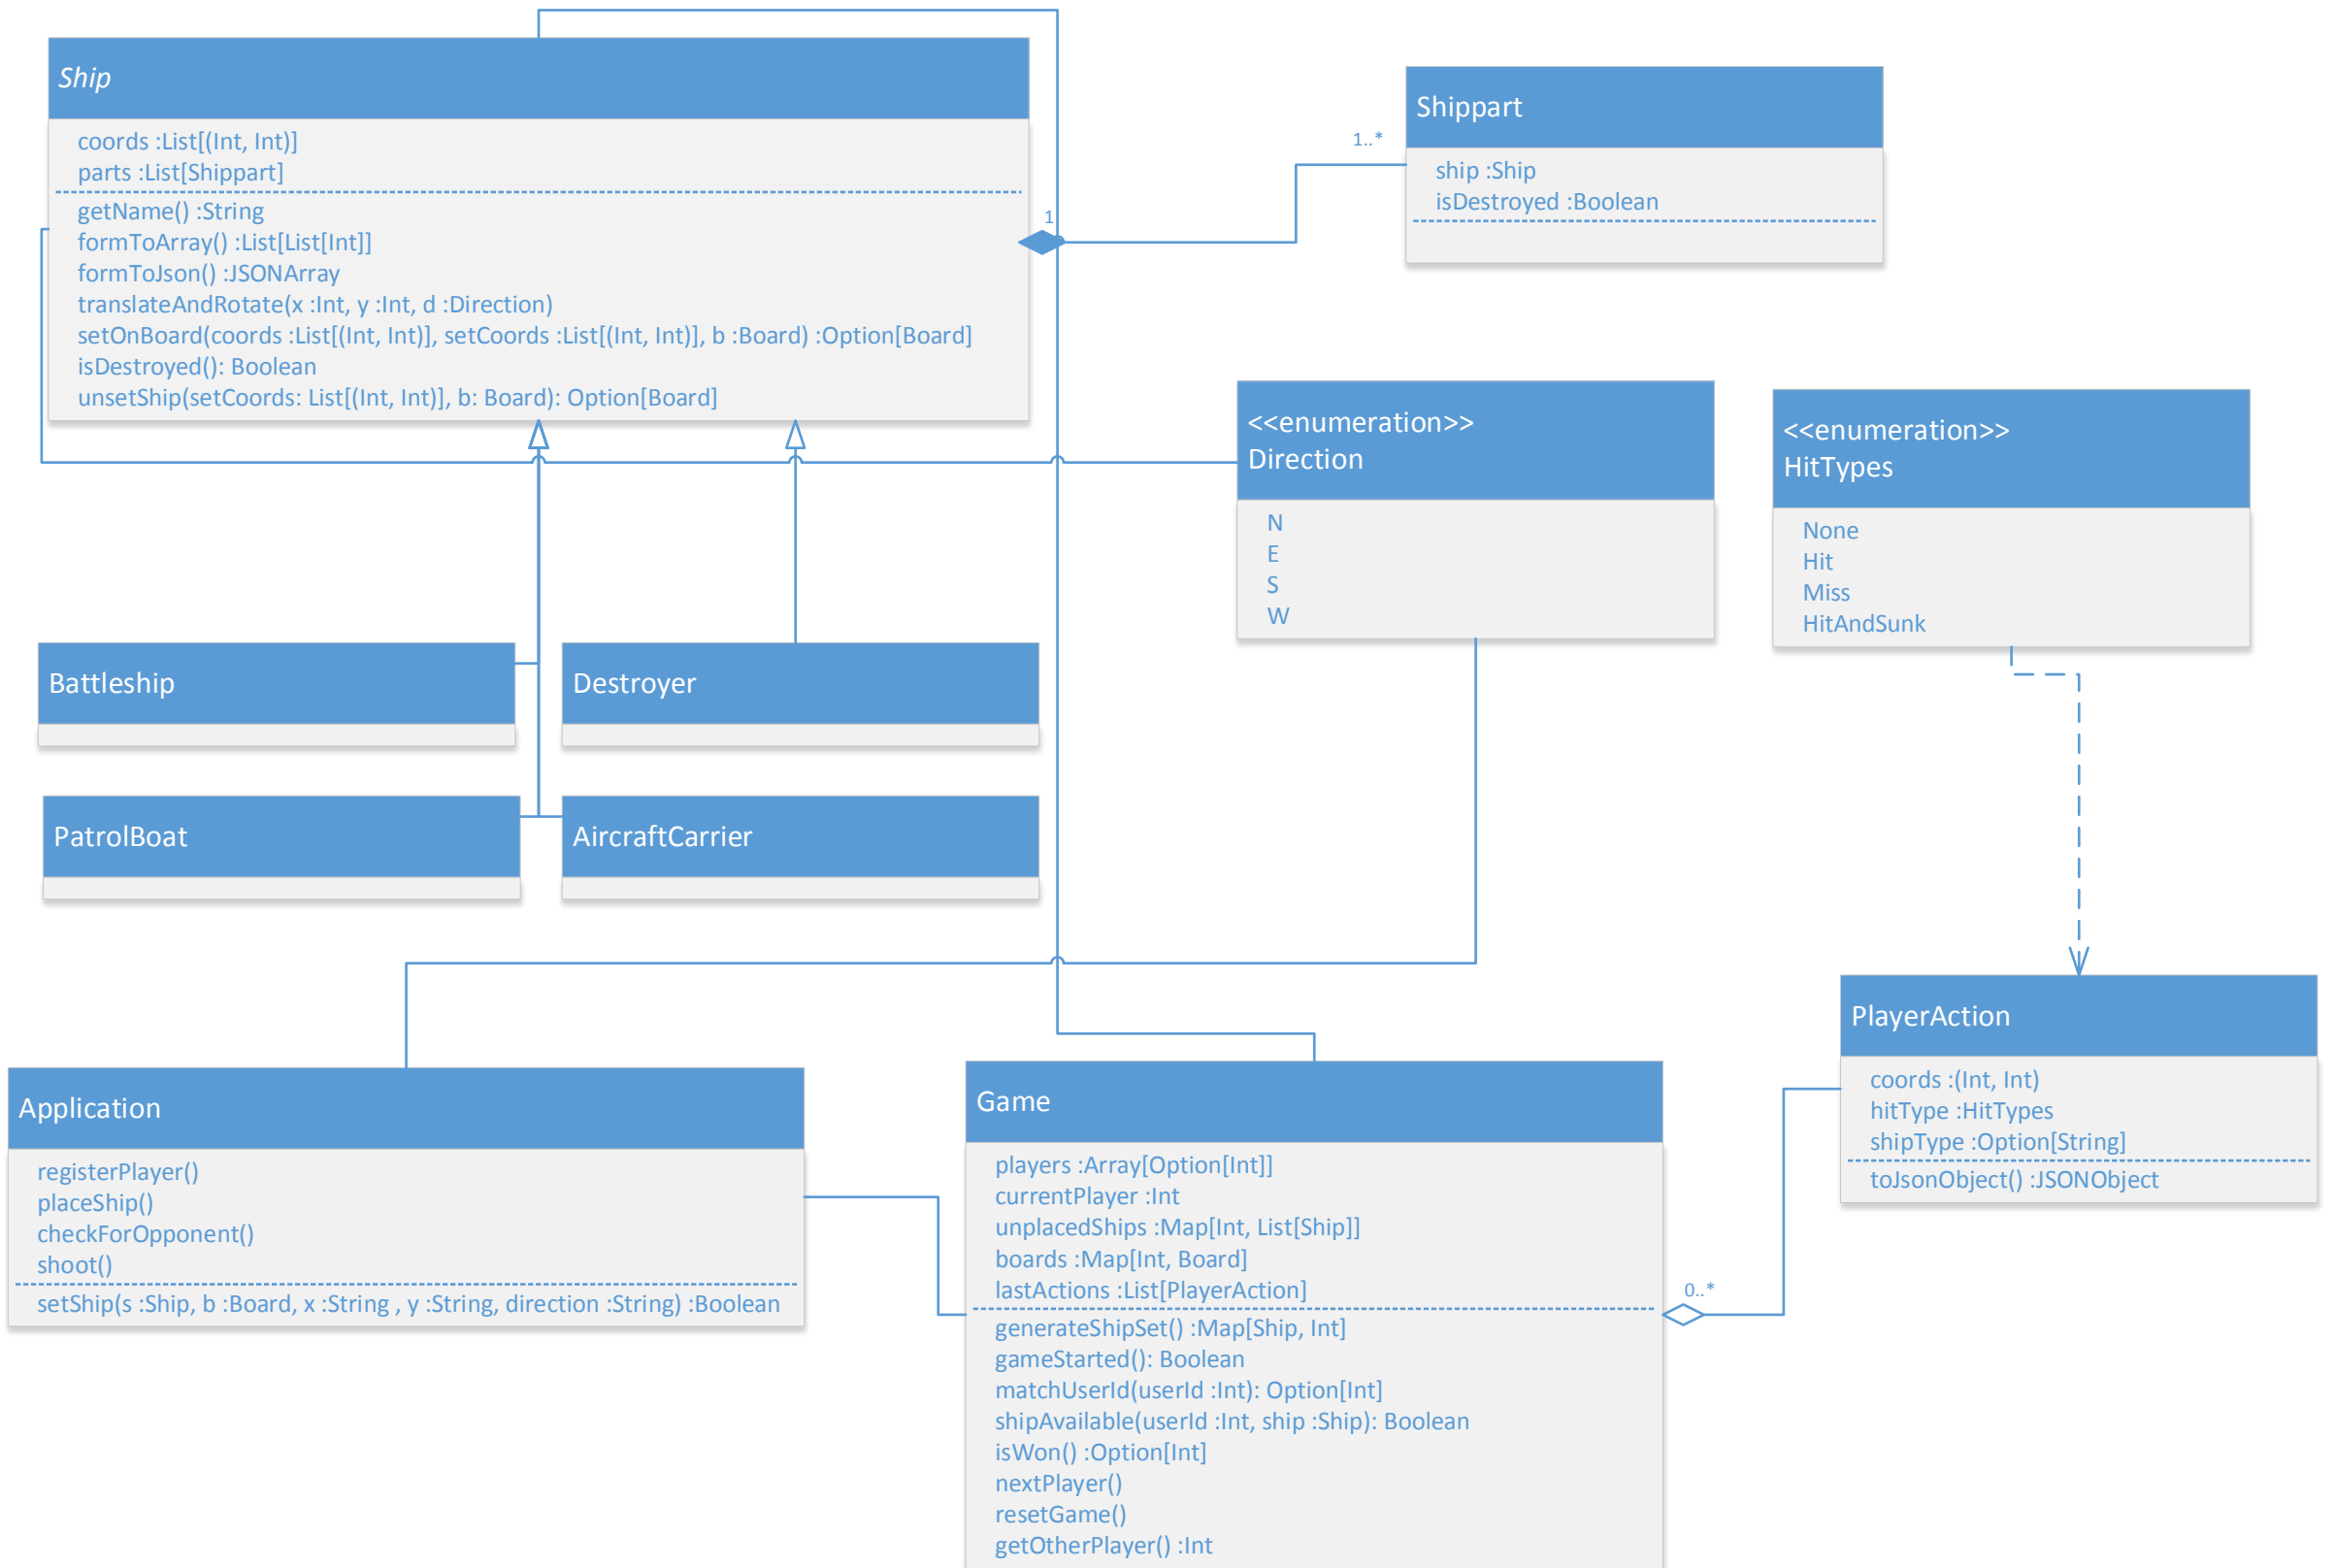 Ship
coords :List[(Int, Int)]
parts :List[Shippart]
getName() :String
formToArray() :List[List[Int]]
formToJson() :JSONArray
translateAndRotate(x :Int, y :Int, d :Direction)
setOnBoard(coords :List[(Int, Int)], setCoords :List[(Int, Int)], b :Board) :Option[Board]
isDestroyed(): Boolean
unsetShip(setCoords: List[(Int, Int)], b: Board): Option[Board]
1
1..*
Shippart
ship :Ship
isDestroyed :Boolean
<<enumeration>>
Direction
N
E
S
W
<<enumeration>>
HitTypes
None
Hit
Miss
HitAndSunk
Battleship
Destroyer
PatrolBoat
AircraftCarrier
Application
registerPlayer()
placeShip()
checkForOpponent()
shoot()
setShip(s :Ship, b :Board, x :String , y :String, direction :String) :Boolean
Game
players :Array[Option[Int]]
currentPlayer :Int
unplacedShips :Map[Int, List[Ship]]
boards :Map[Int, Board]
lastActions :List[PlayerAction]
generateShipSet() :Map[Ship, Int]
gameStarted(): Boolean
matchUserId(userId :Int): Option[Int]
shipAvailable(userId :Int, ship :Ship): Boolean
isWon() :Option[Int]
nextPlayer()
resetGame()
getOtherPlayer() :Int
0..*
PlayerAction
coords :(Int, Int)
hitType :HitTypes
shipType :Option[String]
toJsonObject() :JSONObject